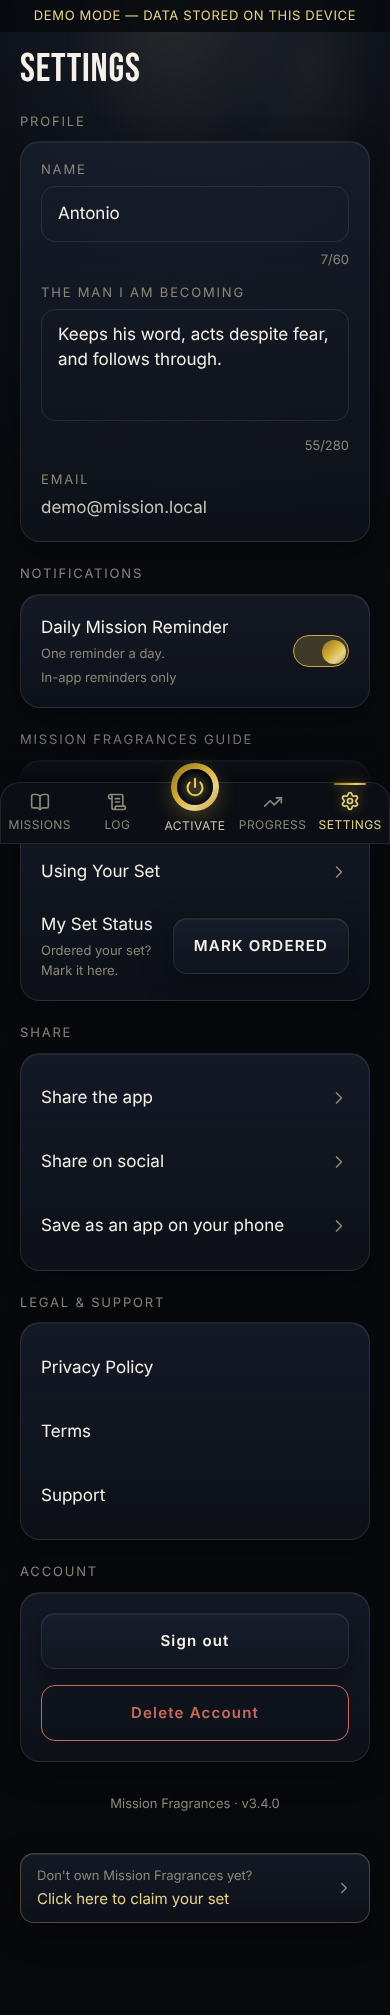 DEMO MODE — DATA STORED ON THIS DEVICE
SETTINGS
PROFILE
NAME
Antonio
7/60
THE MAN I AM BECOMING
Keeps his word, acts despite fear,
and follows through.
55/280
EMAIL
demo@mission.local
NOTIFICATIONS
Daily Mission Reminder
One reminder a day.
In-app reminders only
MISSION FRAGRANCES GUIDE
MISSIONS
LOG
ACTIVATE
PROGRESS
SETTINGS
Using Your Set
My Set Status
Ordered your set?
Mark it here.
MARK ORDERED
SHARE
Share the app
Share on social
Save as an app on your phone
LEGAL & SUPPORT
Privacy Policy
Terms
Support
ACCOUNT
Sign out
Delete Account
Mission Fragrances · v3.4.0
Don't own Mission Fragrances yet?
Click here to claim your set